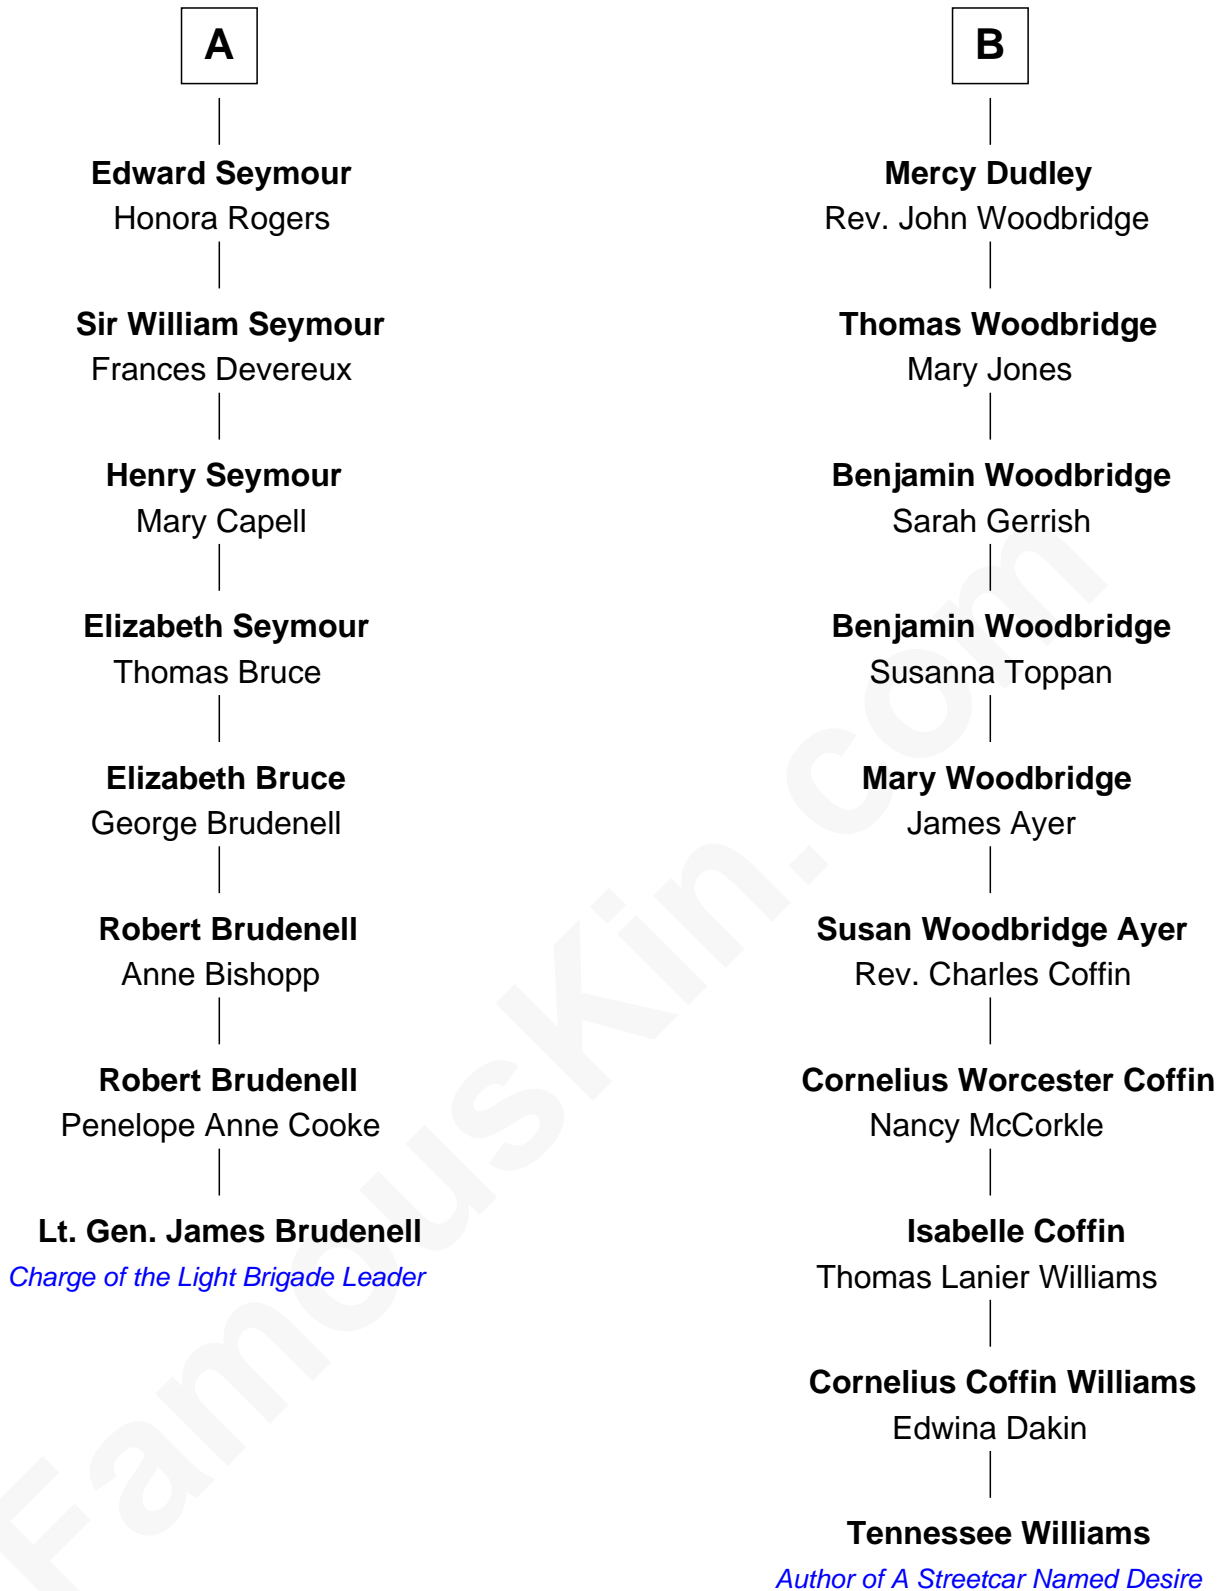 A
Edward Seymour
Honora Rogers
Sir William Seymour
Frances Devereux
Henry Seymour
Mary Capell
Elizabeth Seymour
Thomas Bruce
Elizabeth Bruce
George Brudenell
Robert Brudenell
Anne Bishopp
Robert Brudenell
Penelope Anne Cooke
Lt. Gen. James Brudenell
Charge of the Light Brigade Leader
B
Mercy Dudley
Rev. John Woodbridge
Thomas Woodbridge
Mary Jones
Benjamin Woodbridge
Sarah Gerrish
Benjamin Woodbridge
Susanna Toppan
Mary Woodbridge
James Ayer
Susan Woodbridge Ayer
Rev. Charles Coffin
Cornelius Worcester Coffin
Nancy McCorkle
Isabelle Coffin
Thomas Lanier Williams
Cornelius Coffin Williams
Edwina Dakin
Tennessee Williams
Author of A Streetcar Named Desire
FamousKin.com